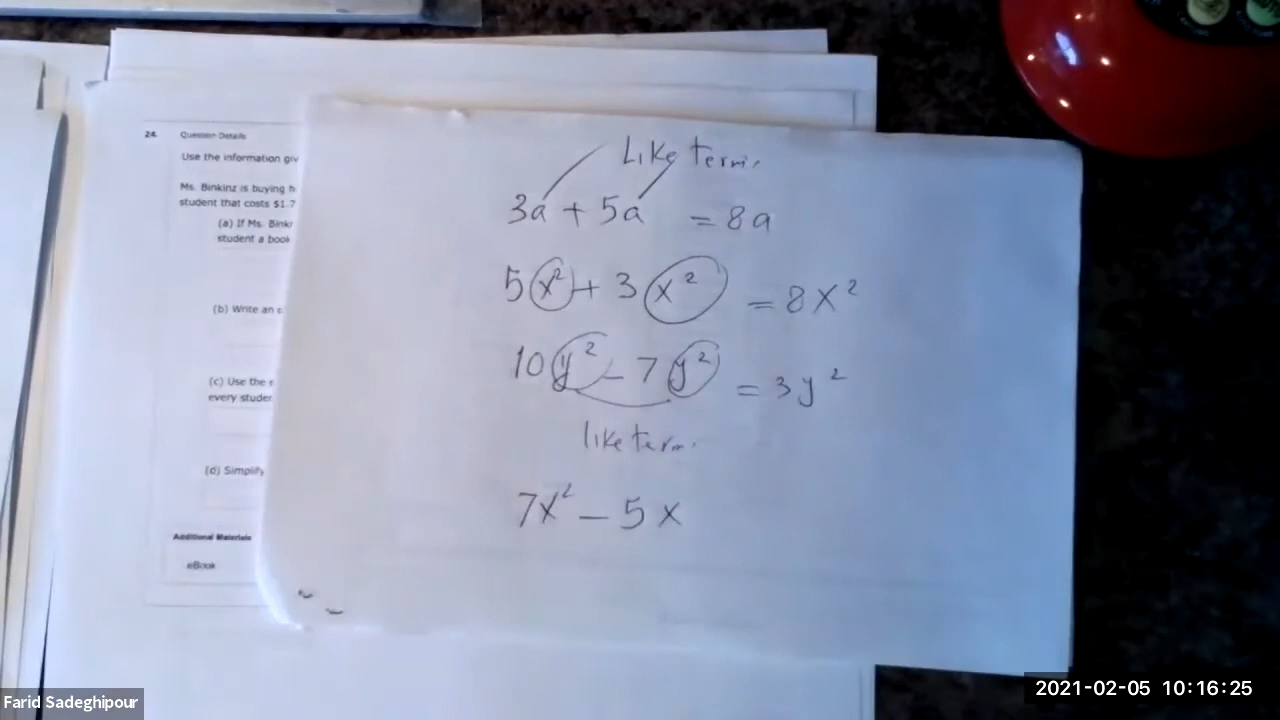 24. Question Details
Use the information giv
Ms. Binkinz is buying h
student that costs $1.7
(a) If Ms. Binki
student a book
(b) Write an e
(c) Use the e
every studen
(d) Simplify
Additional Materials
eBook
Like term
3a + 5a = 8a
5x² + 3x² = 8x²
10y² - 7y² = 3y²
like term
7x² - 5x
Farid Sadeghipour
2021-02-05 10:16:25